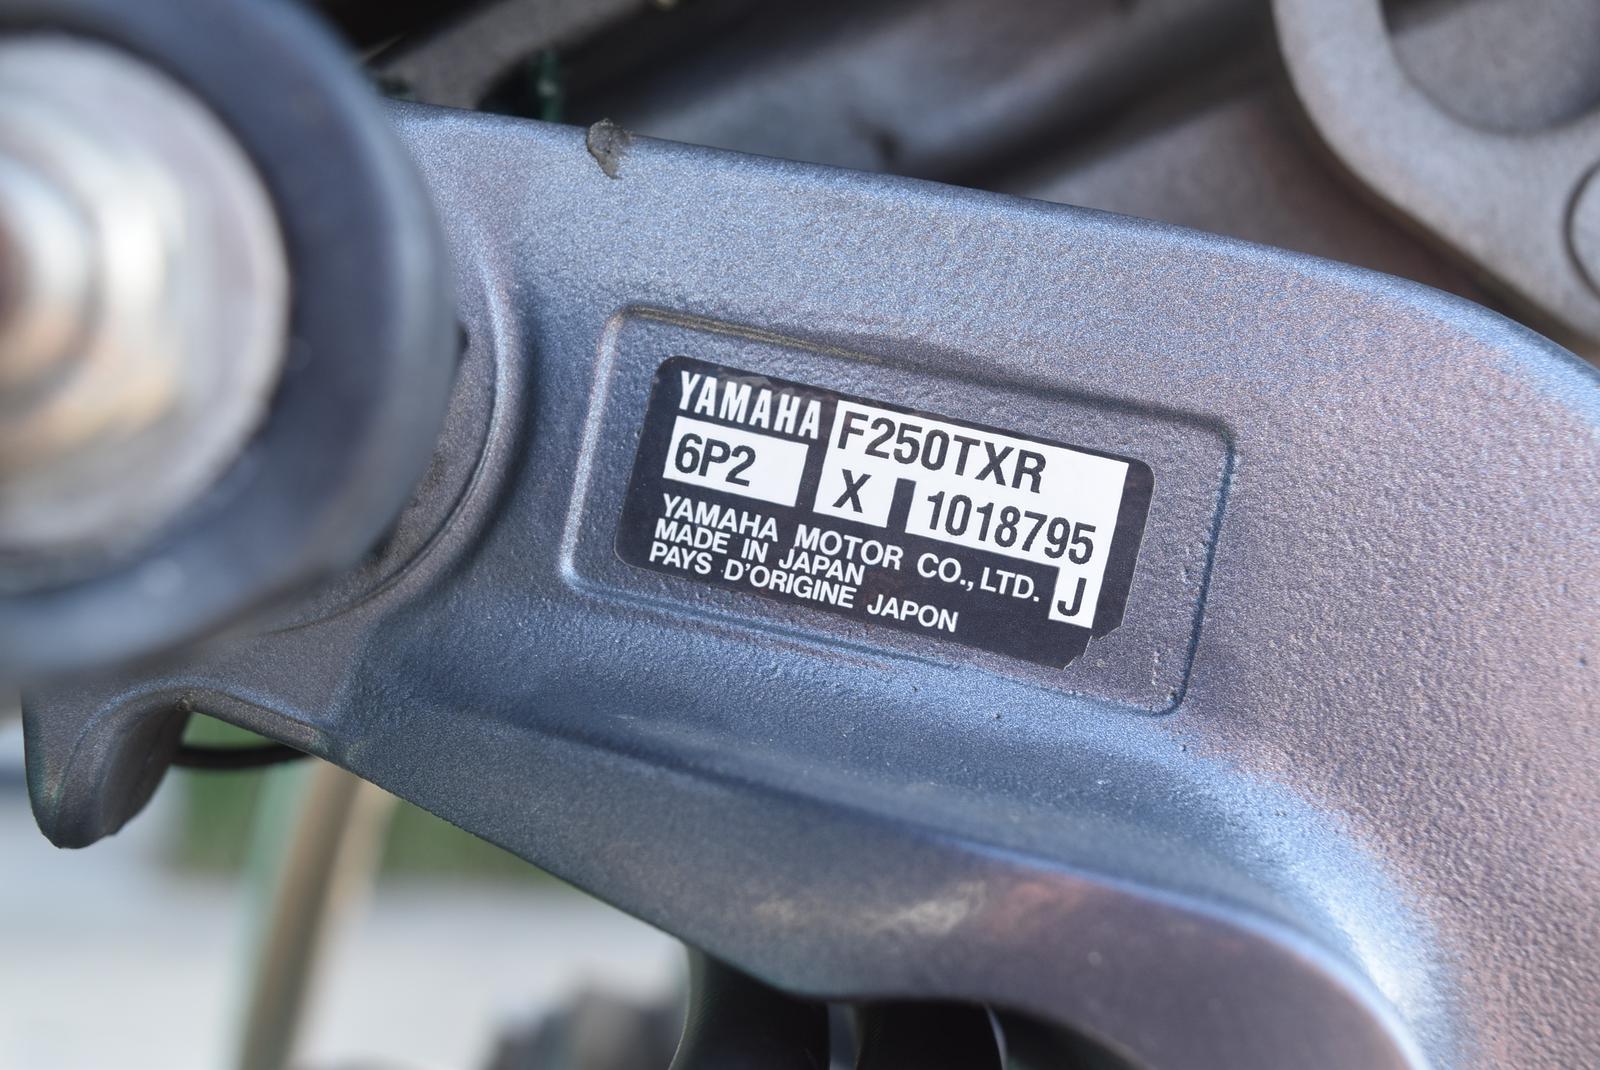 YAMAHA F250TXR
6P2 X 1018795
YAMAHA MOTOR CO., LTD. J
MADE IN JAPAN
PAYS D'ORIGINE JAPON